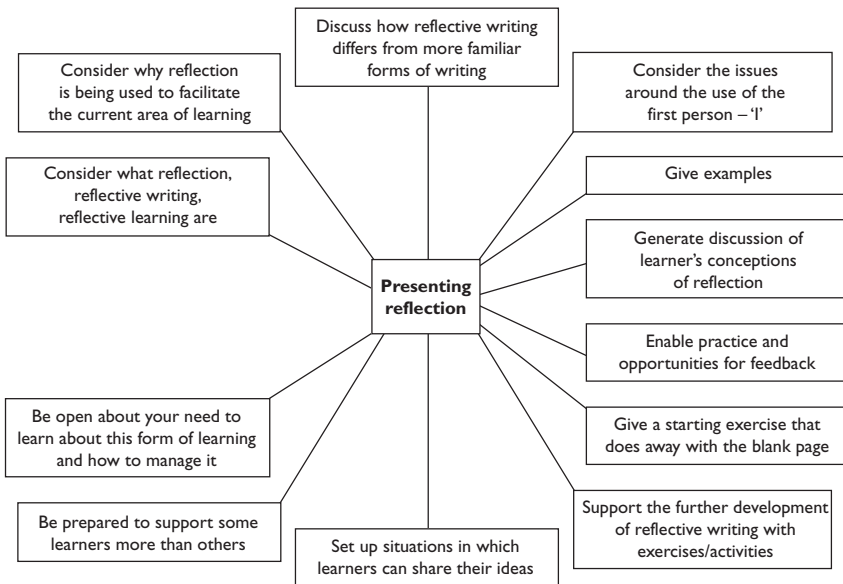 Discuss how reflective writing
differs from more familiar
forms of writing
Consider why reflection
is being used to facilitate
the current area of learning
Consider the issues
around the use of the
first person – ‘I’
Consider what reflection,
reflective writing,
reflective learning are
Give examples
Generate discussion of
learner’s conceptions
of reflection
Presenting
reflection
Enable practice and
opportunities for feedback
Be open about your need to
learn about this form of learning
and how to manage it
Give a starting exercise that
does away with the blank page
Be prepared to support some
learners more than others
Set up situations in which
learners can share their ideas
Support the further development
of reflective writing with
exercises/activities